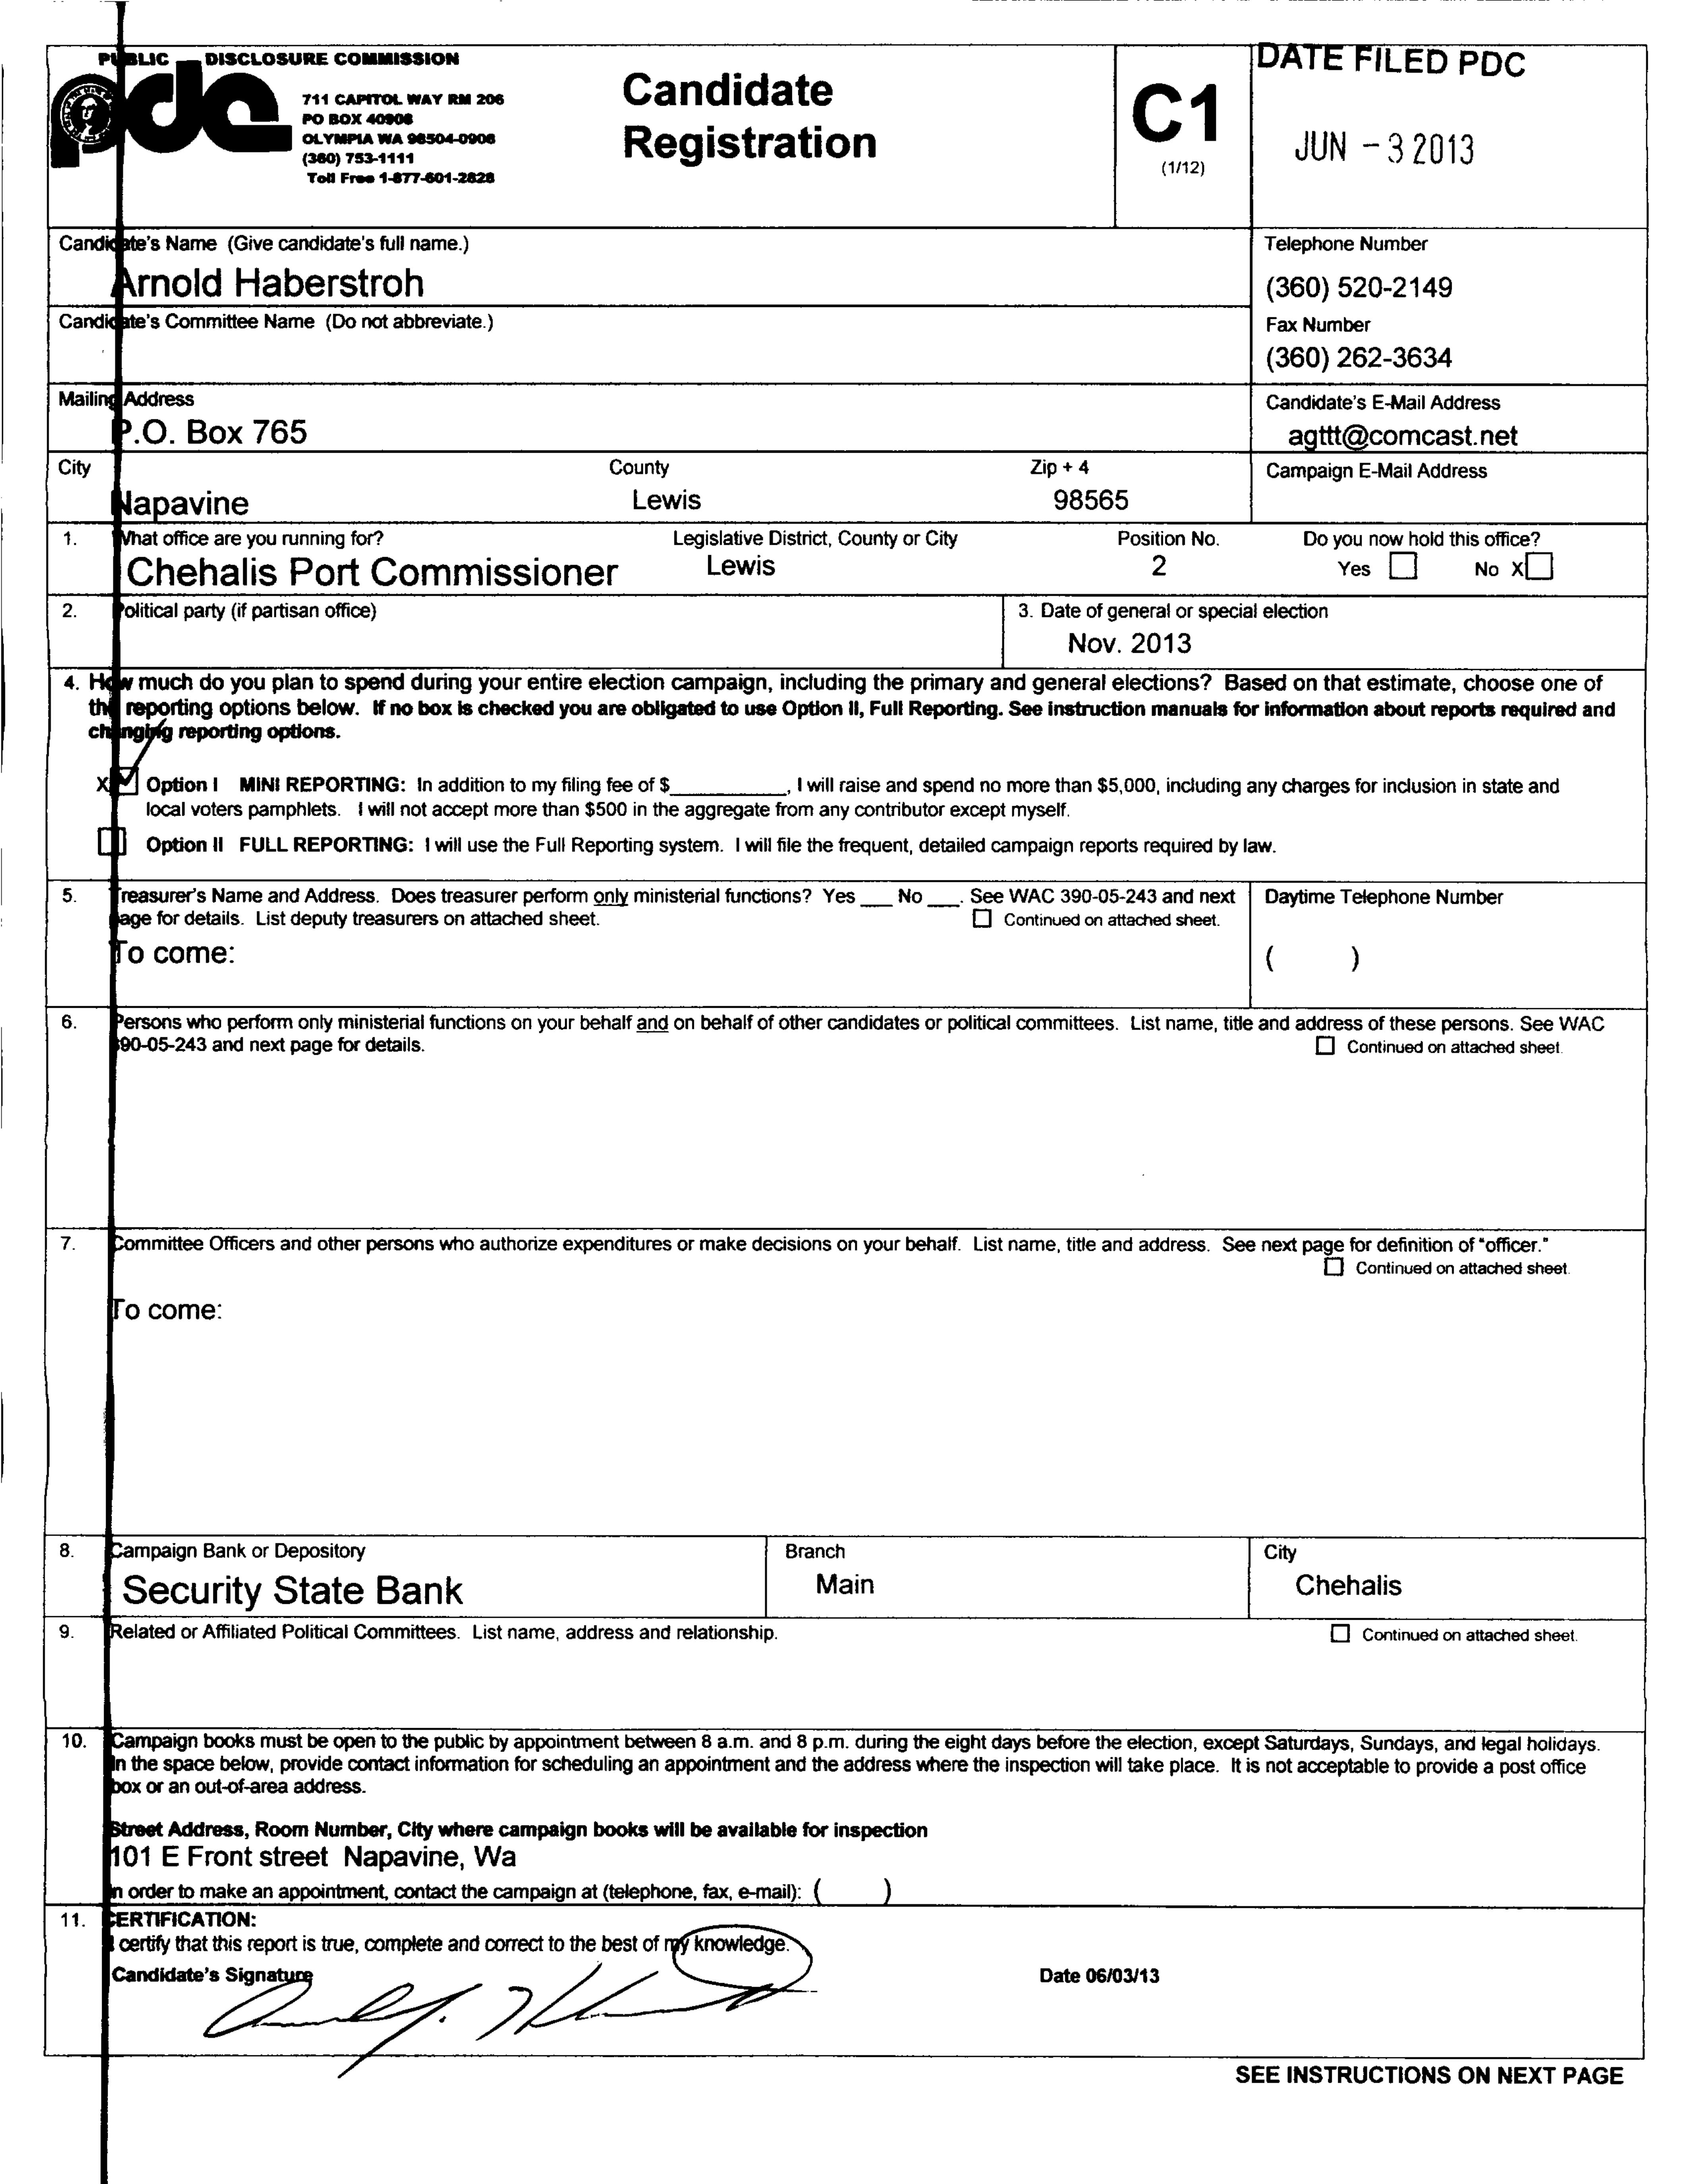 PUBLIC DISCLOSURE COMMISSION
pdc
711 CAPITOL WAY RM 206
PO BOX 40908
OLYMPIA WA 98504-0908
(360) 753-1111
Toll Free 1-877-601-2828
Candidate
Registration
C1
(1/12)
DATE FILED PDC
JUN - 3 2013
Candidate's Name (Give candidate's full name.)
Arnold Haberstroh
Telephone Number
(360) 520-2149
Candidate's Committee Name (Do not abbreviate.)
Fax Number
(360) 262-3634
Mailing Address
P.O. Box 765
Candidate's E-Mail Address
agttt@comcast.net
City County Zip + 4
Napavine Lewis 98565
Campaign E-Mail Address
1. What office are you running for? Legislative District, County or City Position No. Do you now hold this office?
Chehalis Port Commissioner Lewis 2 Yes No X
2. Political party (if partisan office)
3. Date of general or special election
Nov. 2013
4. How much do you plan to spend during your entire election campaign, including the primary and general elections? Based on that estimate, choose one of
the reporting options below. If no box is checked you are obligated to use Option II, Full Reporting. See instruction manuals for information about reports required and
changing reporting options.
X Option I MINI REPORTING: In addition to my filing fee of $__________, I will raise and spend no more than $5,000, including any charges for inclusion in state and
local voters pamphlets. I will not accept more than $500 in the aggregate from any contributor except myself.
Option II FULL REPORTING: I will use the Full Reporting system. I will file the frequent, detailed campaign reports required by law.
5. Treasurer's Name and Address. Does treasurer perform only ministerial functions? Yes ___ No ___. See WAC 390-05-243 and next
page for details. List deputy treasurers on attached sheet. Continued on attached sheet.
To come:
Daytime Telephone Number
( )
6. Persons who perform only ministerial functions on your behalf and on behalf of other candidates or political committees. List name, title and address of these persons. See WAC
390-05-243 and next page for details. Continued on attached sheet.
7. Committee Officers and other persons who authorize expenditures or make decisions on your behalf. List name, title and address. See next page for definition of "officer."
Continued on attached sheet.
To come:
8. Campaign Bank or Depository Branch City
Security State Bank Main Chehalis
9. Related or Affiliated Political Committees. List name, address and relationship. Continued on attached sheet.
10. Campaign books must be open to the public by appointment between 8 a.m. and 8 p.m. during the eight days before the election, except Saturdays, Sundays, and legal holidays.
In the space below, provide contact information for scheduling an appointment and the address where the inspection will take place. It is not acceptable to provide a post office
box or an out-of-area address.
Street Address, Room Number, City where campaign books will be available for inspection
101 E Front street Napavine, Wa
In order to make an appointment, contact the campaign at (telephone, fax, e-mail): ( )
11. CERTIFICATION:
I certify that this report is true, complete and correct to the best of my knowledge.
Candidate's Signature Date 06/03/13
SEE INSTRUCTIONS ON NEXT PAGE